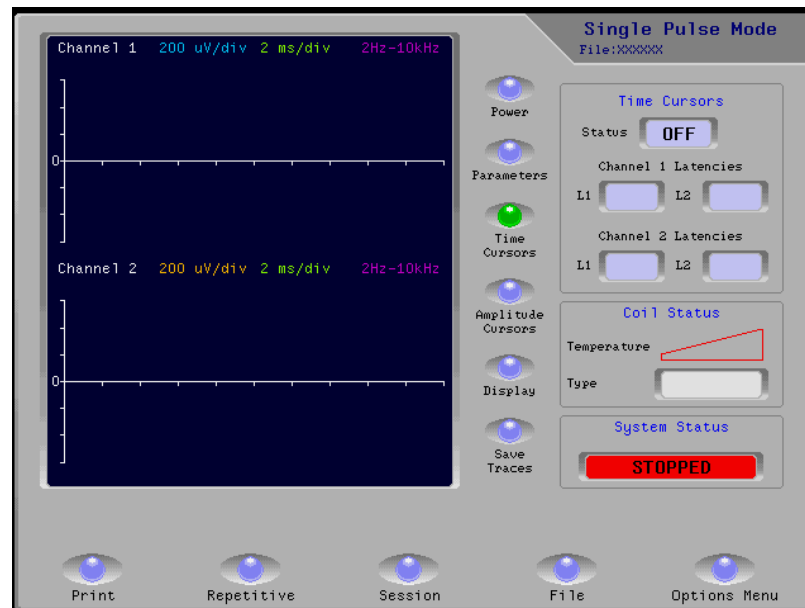 Single Pulse Mode
File:XXXXXX
Channel 1 200 uV/div 2 ms/div 2Hz-10kHz
0
Channel 2 200 uV/div 2 ms/div 2Hz-10kHz
0
Power
Parameters
Time
Cursors
Amplitude
Cursors
Display
Save
Traces
Time Cursors
Status OFF
Channel 1 Latencies
L1 L2
Channel 2 Latencies
L1 L2
Coil Status
Temperature
Type
System Status
STOPPED
Print Repetitive Session File Options Menu